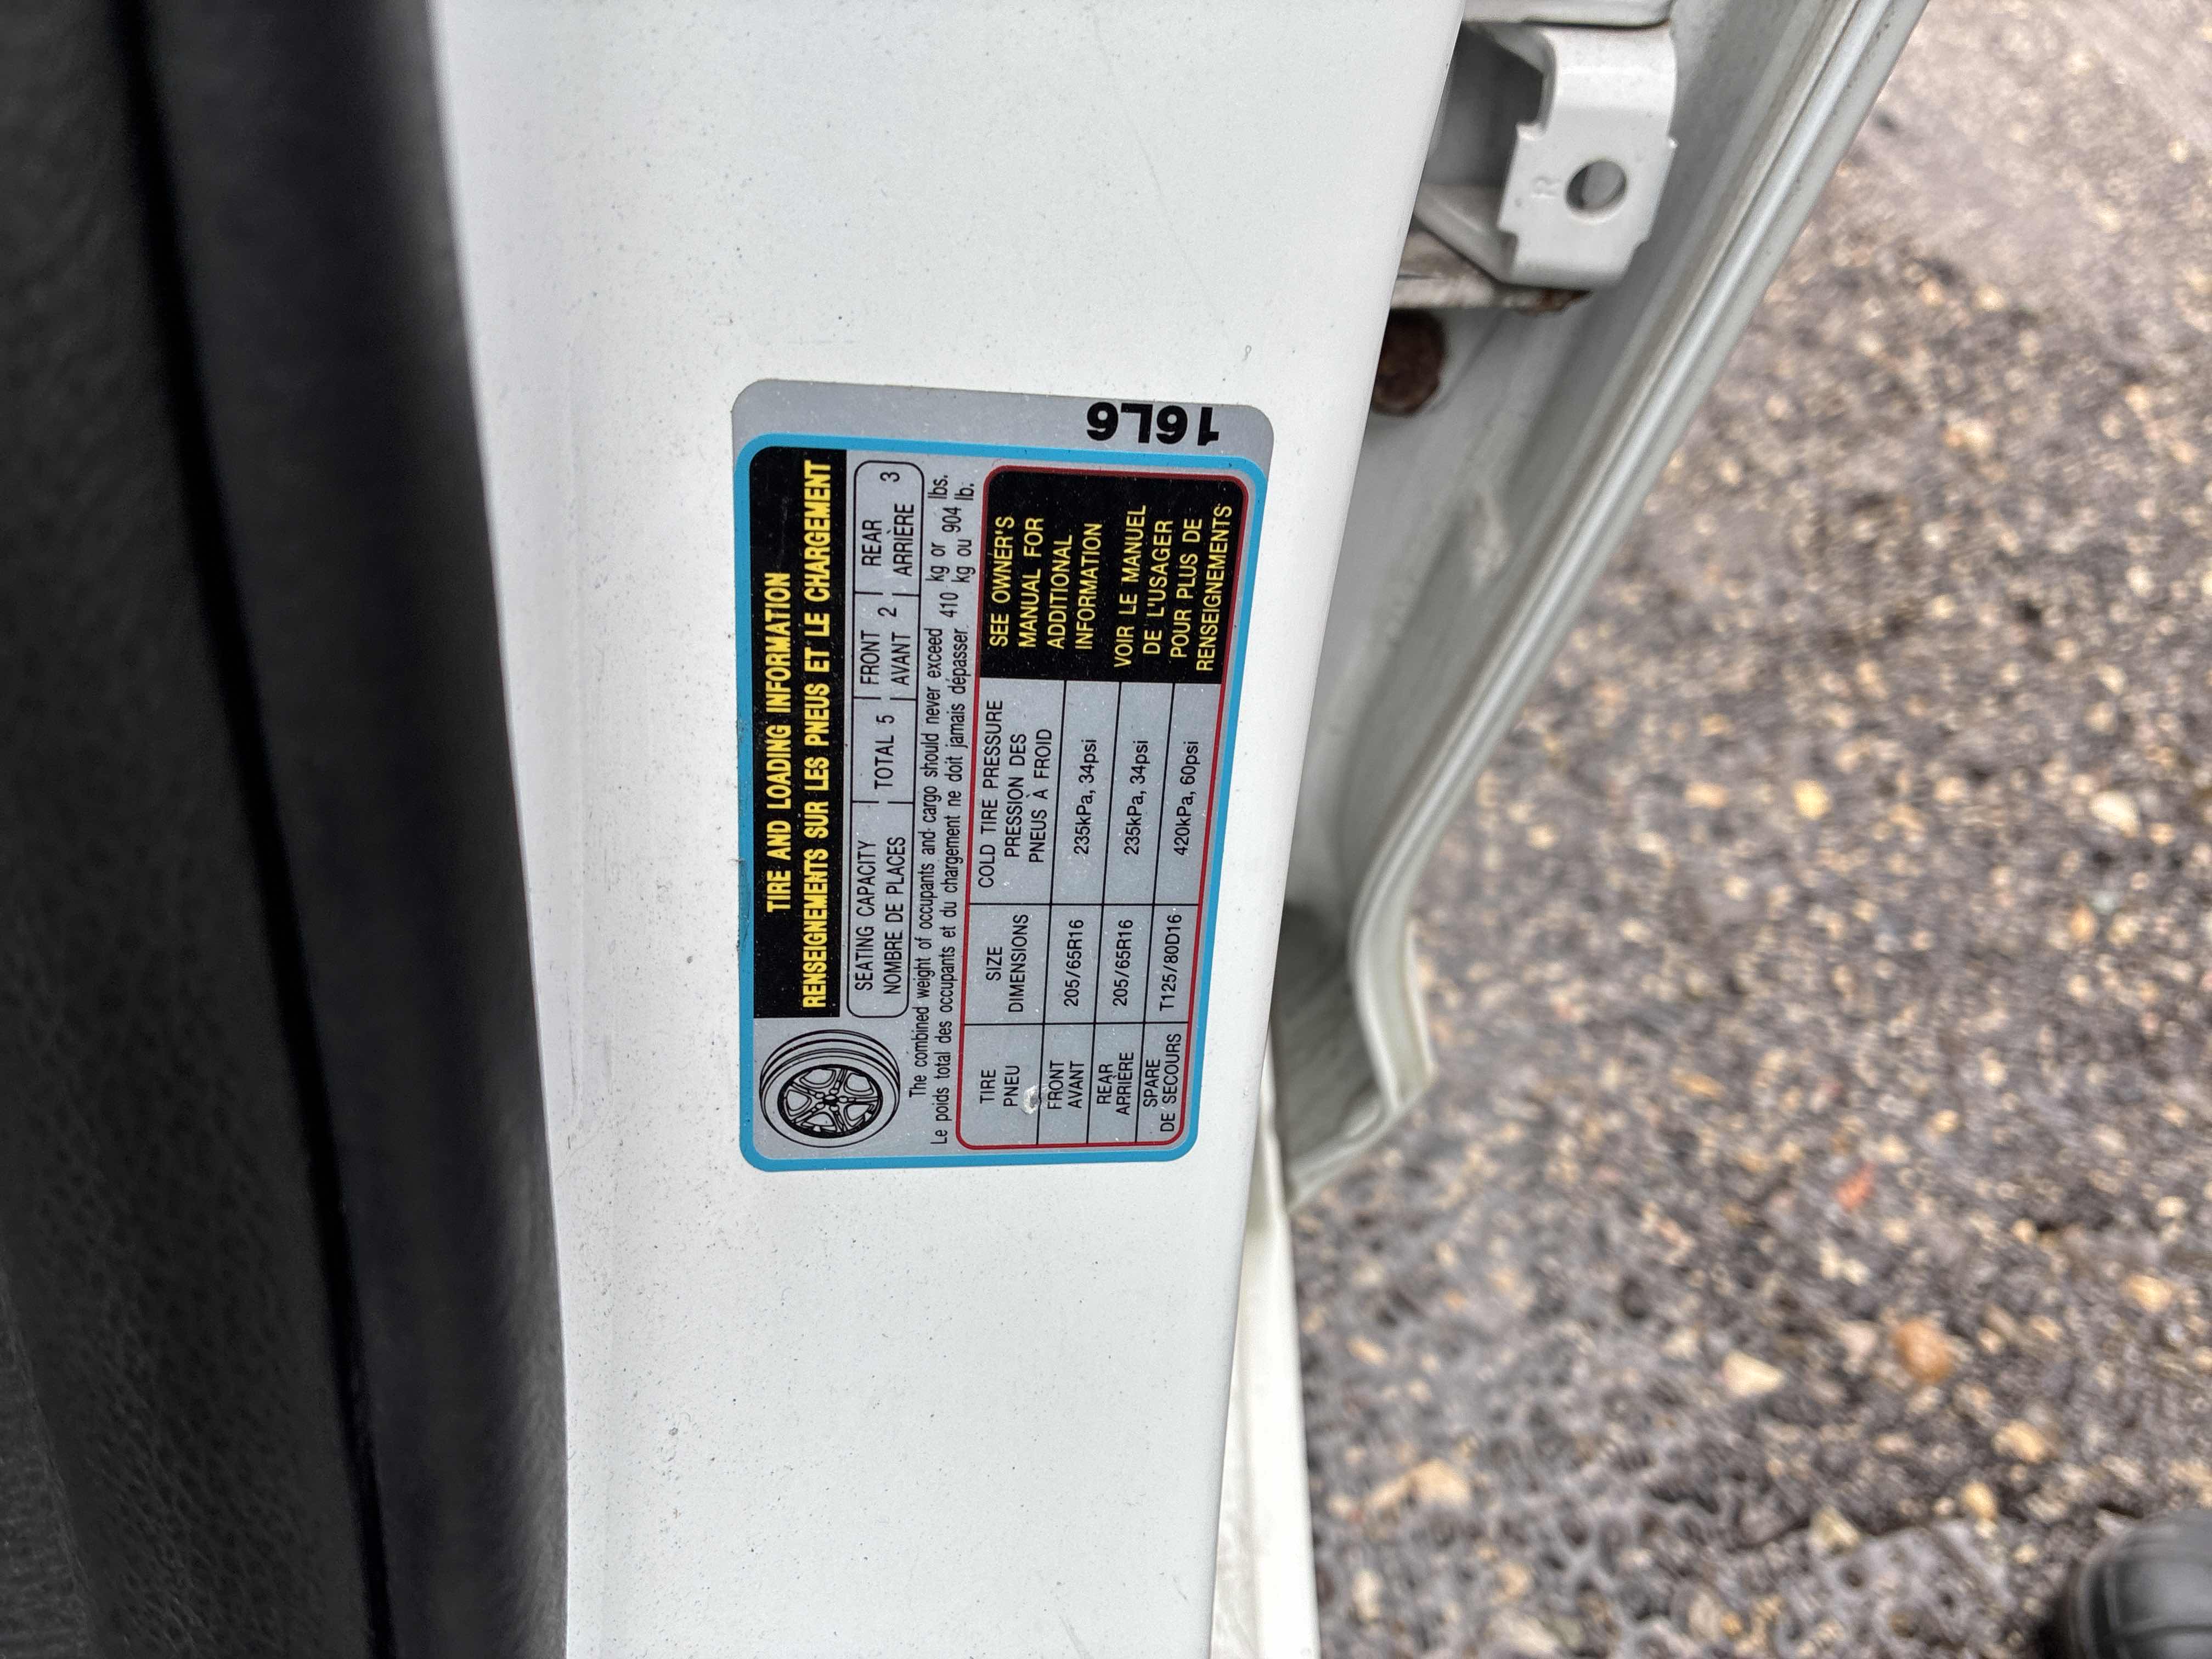 TIRE AND LOADING INFORMATION
RENSEIGNEMENTS SUR LES PNEUS ET LE CHARGEMENT
SEATING CAPACITY
NOMBRE DE PLACES
TOTAL 5
FRONT
AVANT 2
REAR
ARRIÈRE 3
The combined weight of occupants and cargo should never exceed 410 kg or 904 lbs.
Le poids total des occupants et du chargement ne doit jamais dépasser 410 kg ou 904 lb.
TIRE
PNEU
SIZE
DIMENSIONS
COLD TIRE PRESSURE
PRESSION DES
PNEUS À FROID
FRONT
AVANT
205/65R16
235kPa, 34psi
REAR
ARRIÈRE
205/65R16
235kPa, 34psi
SPARE
DE SECOURS
T125/80D16
420kPa, 60psi
SEE OWNER'S
MANUAL FOR
ADDITIONAL
INFORMATION
VOIR LE MANUEL
DE L'USAGER
POUR PLUS DE
RENSEIGNEMENTS
16L6
R